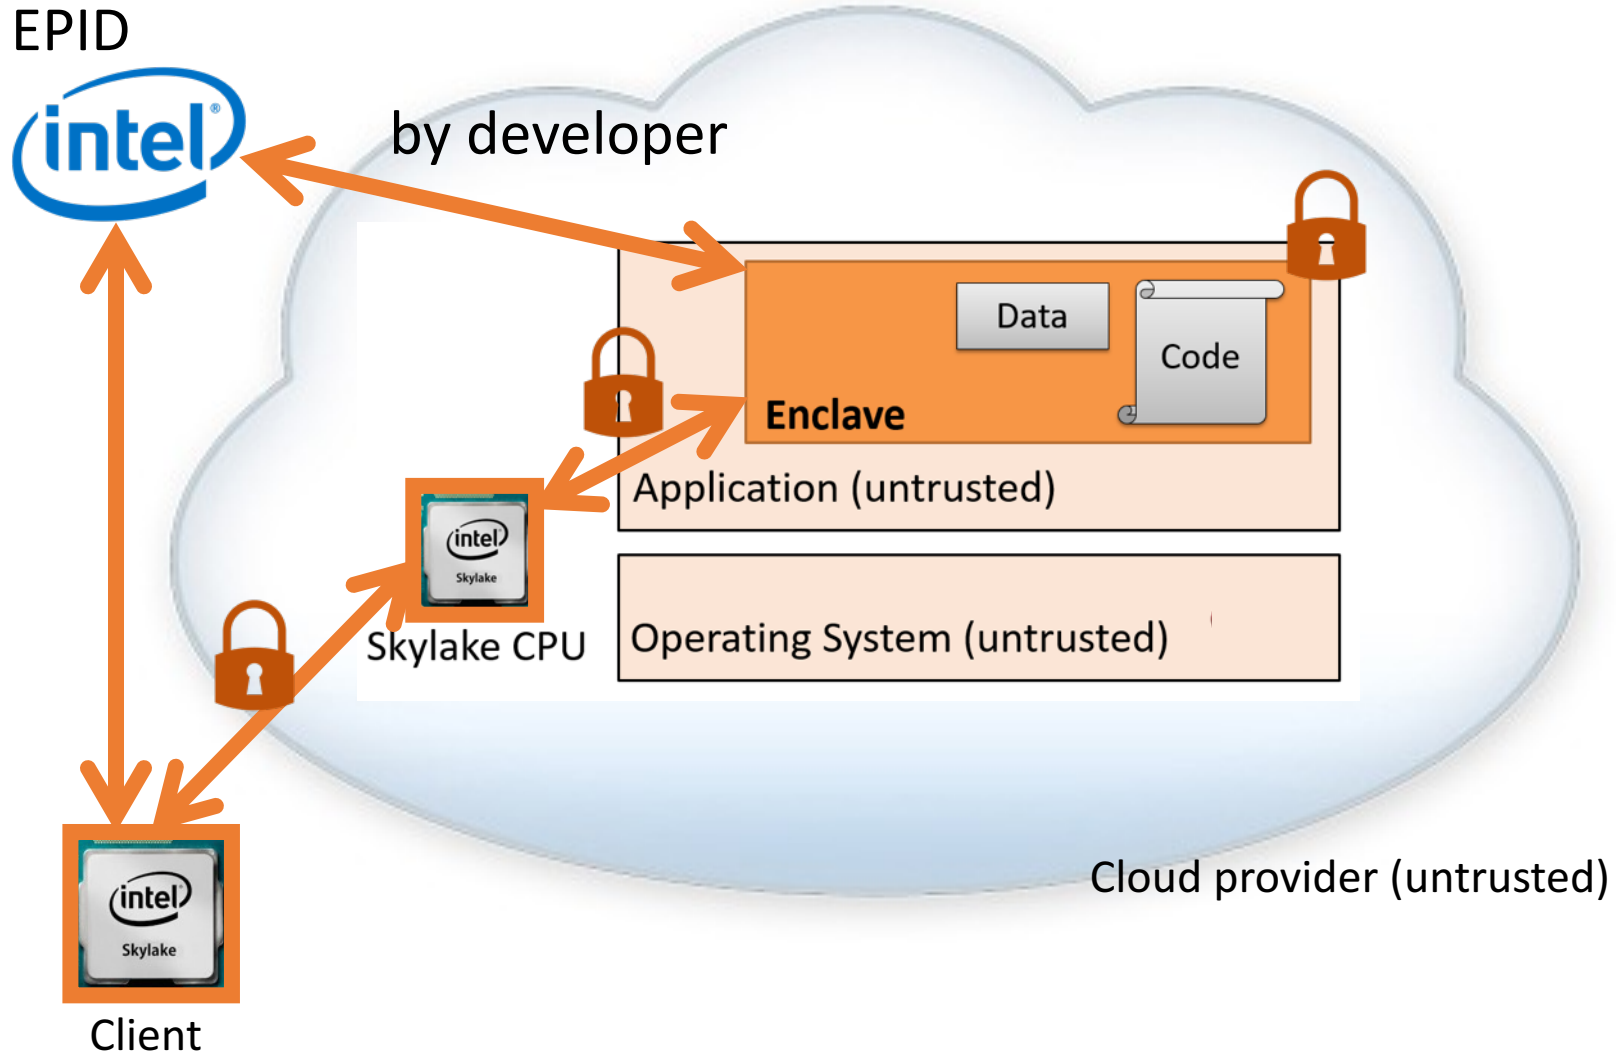 EPID
intel®
by developer
Data
Code
Enclave
Application (untrusted)
intel
Skylake
Skylake CPU
Operating System (untrusted)
Cloud provider (untrusted)
intel
Skylake
Client